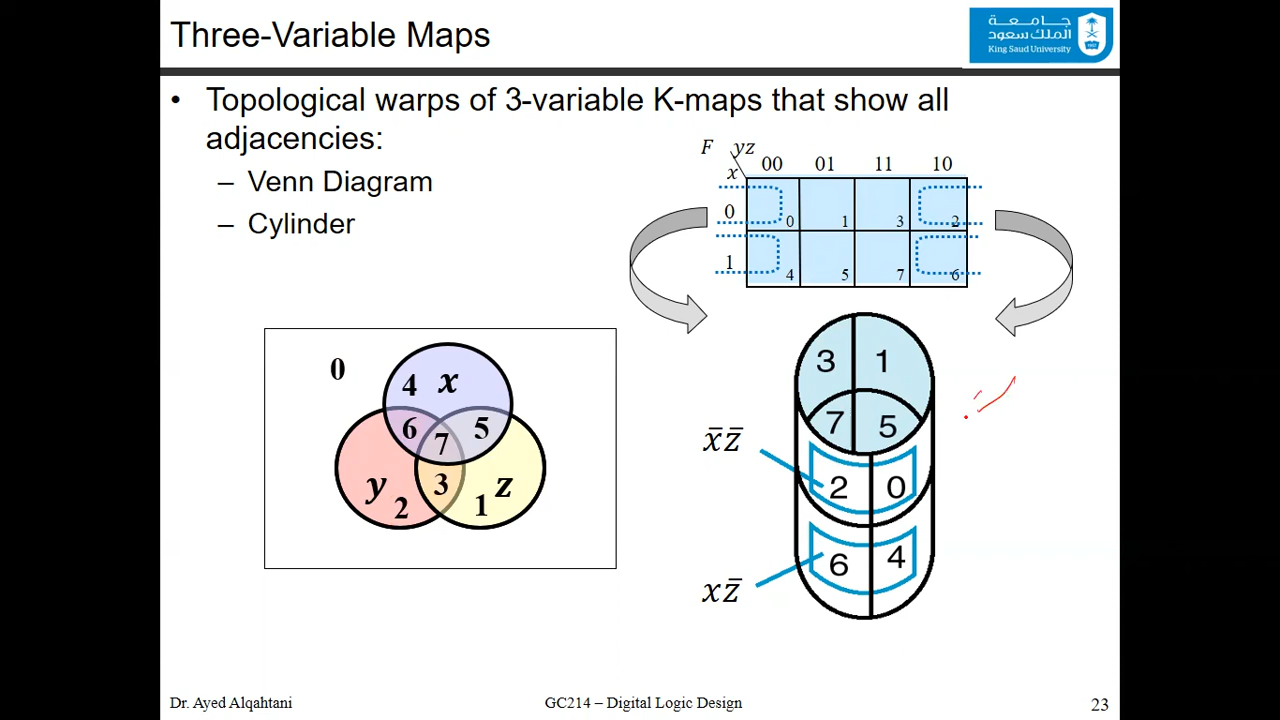 Three-Variable Maps
جامعة
الملك سعود
King Saud University
1957
• Topological warps of 3-variable K-maps that show all
adjacencies:
– Venn Diagram
– Cylinder
F yz
x 00 01 11 10
0 0 1 3 2
1 4 5 7 6
0
4 x
6 7 5
y 2 3 1 z
3 1
7 5
x̄z̄ 2 0
xz̄ 6 4
Dr. Ayed Alqahtani GC214 – Digital Logic Design 23